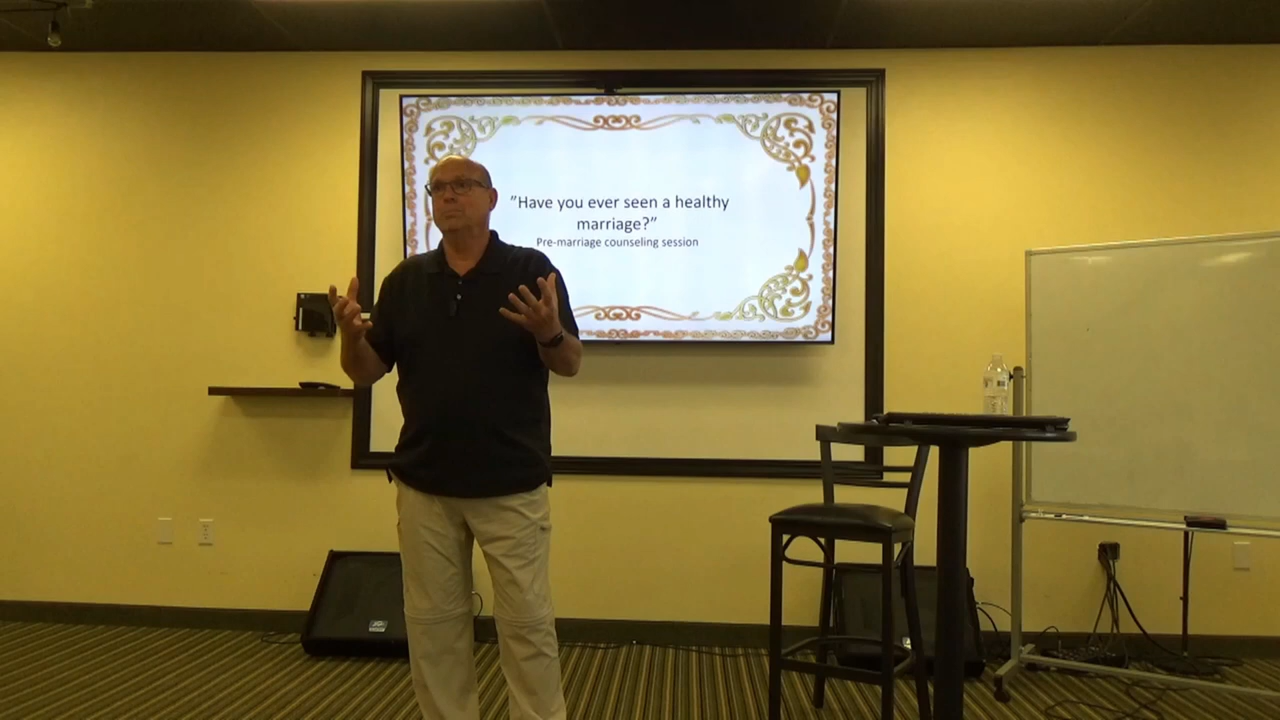 ”Have you ever seen a healthy
marriage?”
Pre-marriage counseling session